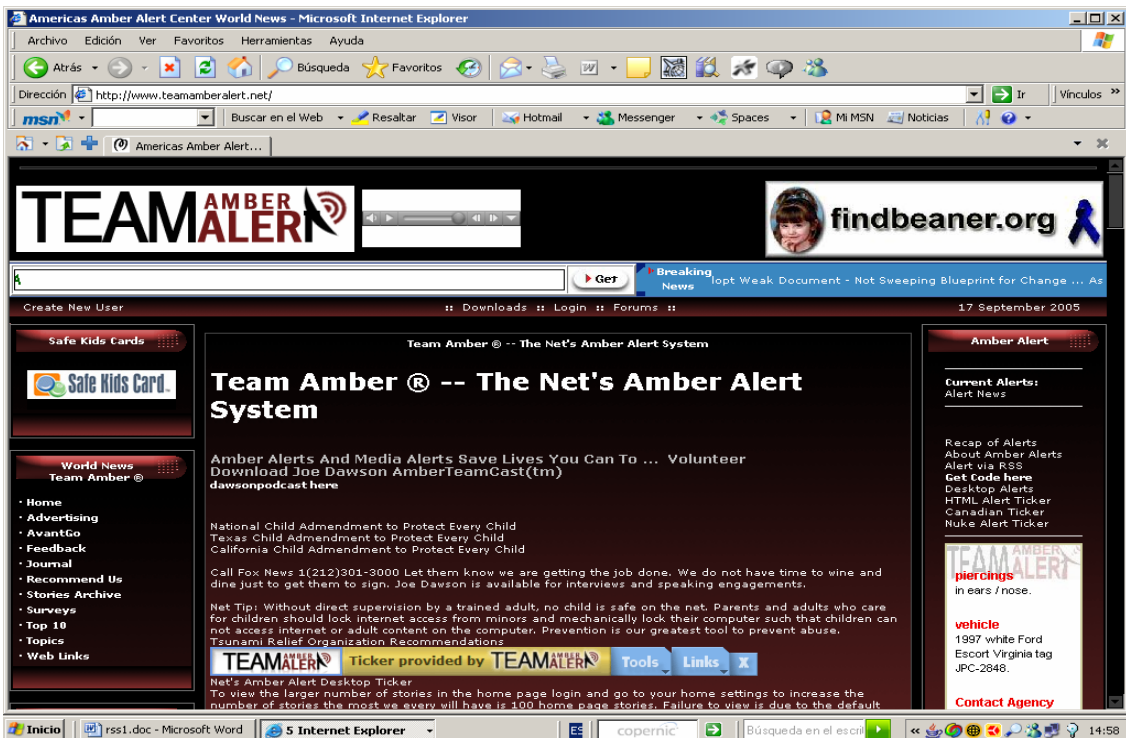 Americas Amber Alert Center World News - Microsoft Internet Explorer
Archivo Edición Ver Favoritos Herramientas Ayuda
Atrás Búsqueda Favoritos
Dirección http://www.teamamberalert.net/ Ir Vínculos »
msn Buscar en el Web Resaltar Visor Hotmail Messenger Spaces Mi MSN Noticias
Americas Amber Alert...
TEAM AMBER ALERT
findbeaner.org
Get
Breaking News
lopt Weak Document - Not Sweeping Blueprint for Change ... As
Create New User :: Downloads :: Login :: Forums :: 17 September 2005
Safe Kids Cards
Safe Kids Card
World News
Team Amber ®
· Home
· Advertising
· AvantGo
· Feedback
· Journal
· Recommend Us
· Stories Archive
· Surveys
· Top 10
· Topics
· Web Links
Team Amber ® -- The Net's Amber Alert System
Team Amber ® -- The Net's Amber Alert
System
Amber Alerts And Media Alerts Save Lives You Can To ... Volunteer
Download Joe Dawson AmberTeamCast(tm)
dawsonpodcast here
National Child Admendment to Protect Every Child
Texas Child Admendment to Protect Every Child
California Child Admendment to Protect Every Child
Call Fox News 1(212)301-3000 Let them know we are getting the job done. We do not have time to wine and
dine just to get them to sign. Joe Dawson is available for interviews and speaking engagements.
Net Tip: Without direct supervision by a trained adult, no child is safe on the net. Parents and adults who care
for children should lock internet access from minors and mechanically lock their computer such that children can
not access internet or adult content on the computer. Prevention is our greatest tool to prevent abuse.
Tsunami Relief Organization Recommendations
TEAM AMBER ALERT Ticker provided by TEAM AMBER ALERT Tools Links X
Net's Amber Alert Desktop Ticker
To view the larger number of stories in the home page login and go to your home settings to increase the
number of stories the most we every will have is 100 home page stories. Failure to view is due to the default
Amber Alert
Current Alerts:
Alert News
Recap of Alerts
About Amber Alerts
Alert via RSS
Get Code here
Desktop Alerts
HTML Alert Ticker
Canadian Ticker
Nuke Alert Ticker
TEAM AMBER ALERT
piercings
in ears / nose.
vehicle
1997 white Ford
Escort Virginia tag
JPC-2848.
Contact Agency
Inicio rss1.doc - Microsoft Word 5 Internet Explorer ES copernic Búsqueda en el escri « 14:58